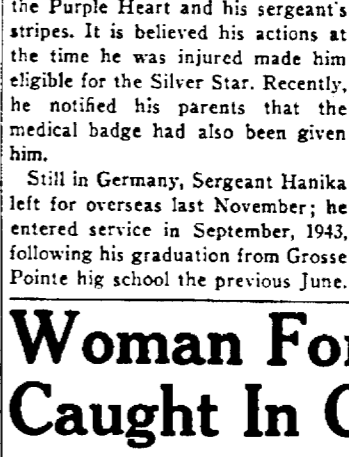 the Purple Heart and his sergeant's
stripes. It is believed his actions at
the time he was injured made him
eligible for the Silver Star. Recently,
he notified his parents that the
medical badge had also been given
him.
Still in Germany, Sergeant Hanika
left for overseas last November; he
entered service in September, 1943,
following his graduation from Grosse
Pointe hig school the previous June.
Woman
Caught In